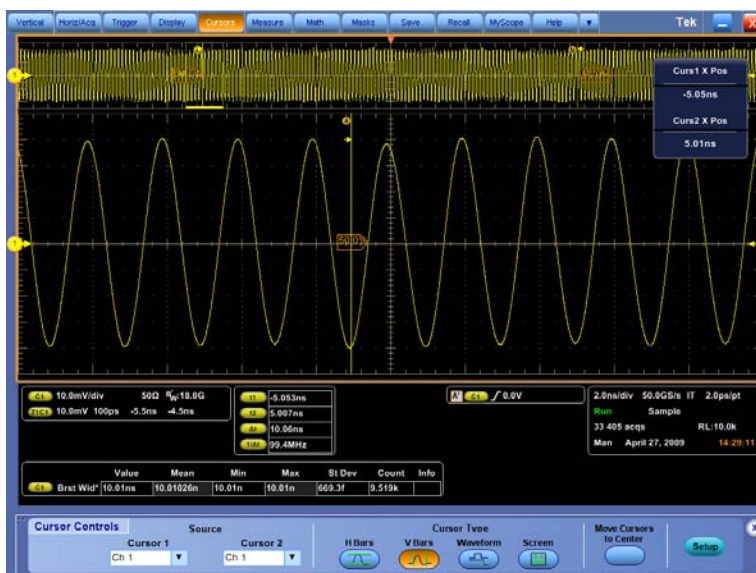 Vertical Horiz/Acq Trigger Display Cursors Measure Math Masks Save Recall MyScope Help Tek
Curs1 X Pos
-5.05ns
Curs2 X Pos
5.01ns
1
1
C1 10.0mV/div 50Ω BW:18.0G
Z1C1 10.0mV 100ps -5.5ns -4.5ns
t1 -5.053ns
t2 5.007ns
Δt 10.06ns
1/Δt 99.4MHz
A' C1 0.0V
2.0ns/div 50.0GS/s IT 2.0ps/pt
Run Sample
33 405 acqs RL:10.0k
Man April 27, 2009 14:29:11
Value Mean Min Max St Dev Count Info
C1 Brst Wid* 10.01ns 10.01026n 10.01n 10.01n 669.3f 9.519k
Cursor Controls
Source
Cursor 1
Ch 1
Cursor 2
Ch 1
Cursor Type
H Bars V Bars Waveform Screen
Move Cursors
to Center
Setup
X